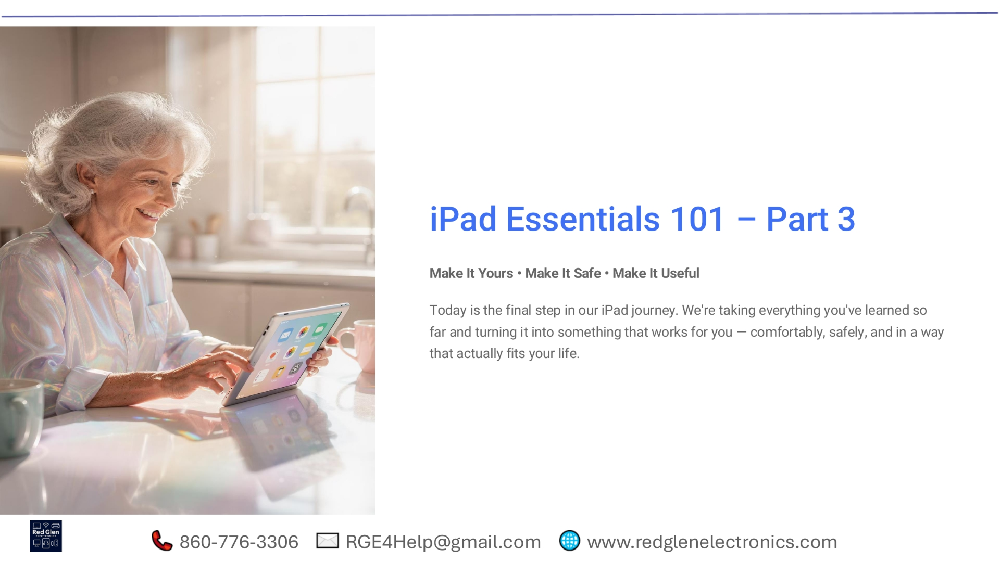 iPad Essentials 101 – Part 3
Make It Yours • Make It Safe • Make It Useful
Today is the final step in our iPad journey. We're taking everything you've learned so
far and turning it into something that works for you — comfortably, safely, and in a way
that actually fits your life.
Red Glen
ELECTRONICS
860-776-3306
RGE4Help@gmail.com
www.redglenelectronics.com